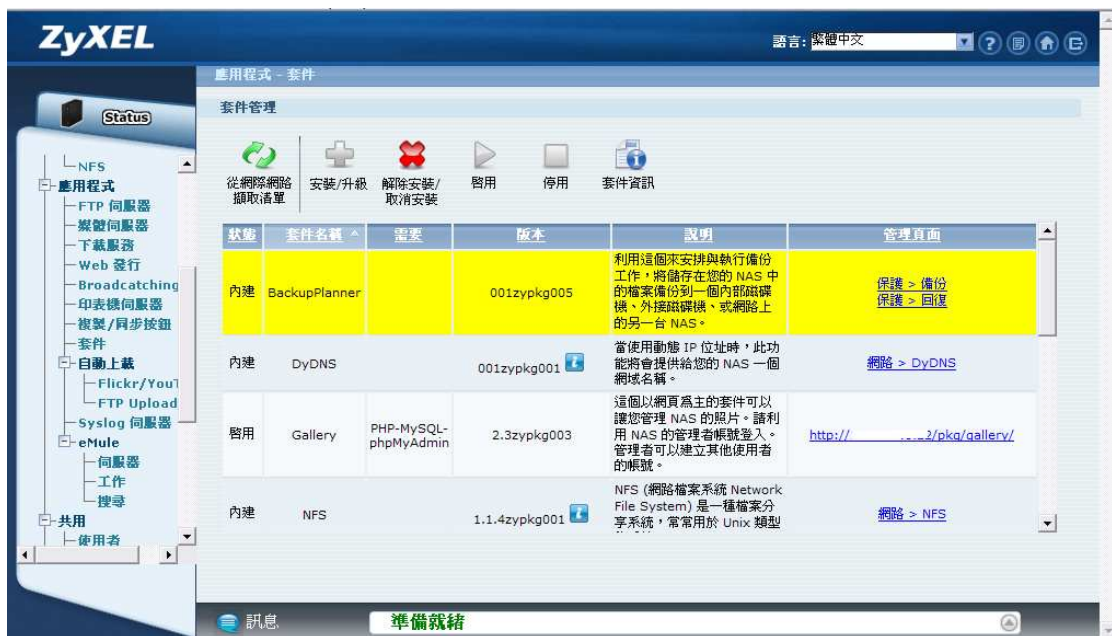 ZyXEL
語言: 繁體中文
應用程式 - 套件
Status
套件管理
NFS
應用程式
FTP 伺服器
媒體伺服器
下載服務
Web 發行
Broadcatching
印表機伺服器
複製/同步按鈕
套件
自動上載
Flickr/YouT
FTP Upload
Syslog 伺服器
eMule
伺服器
工作
搜尋
共用
使用者
從網際網路
擷取清單
安裝/升級
解除安裝/
取消安裝
啓用
停用
套件資訊
狀態 套件名稱 需要 版本 說明 管理頁面
內建 BackupPlanner 001zypkg005
利用這個來安排與執行備份
工作，將儲存在您的 NAS 中
的檔案備份到一個內部磁碟
機、外接磁碟機、或網路上
的另一台 NAS。
保護 > 備份
保護 > 回復
內建 DyDNS 001zypkg001
當使用動態 IP 位址時，此功
能將會提供給您的 NAS 一個
網域名稱。
網路 > DyDNS
啓用 Gallery
PHP-MySQL-
phpMyAdmin
2.3zypkg003
這個以網頁爲主的套件可以
讓您管理 NAS 的照片。請利
用 NAS 的管理者帳號登入。
管理者可以建立其他使用者
的帳號。
http:// 2/pkg/gallery/
內建 NFS 1.1.4zypkg001
NFS (網路檔案系統 Network
File System) 是一種檔案分
享系統，常常用於 Unix 類型
網路 > NFS
訊息 準備就緒